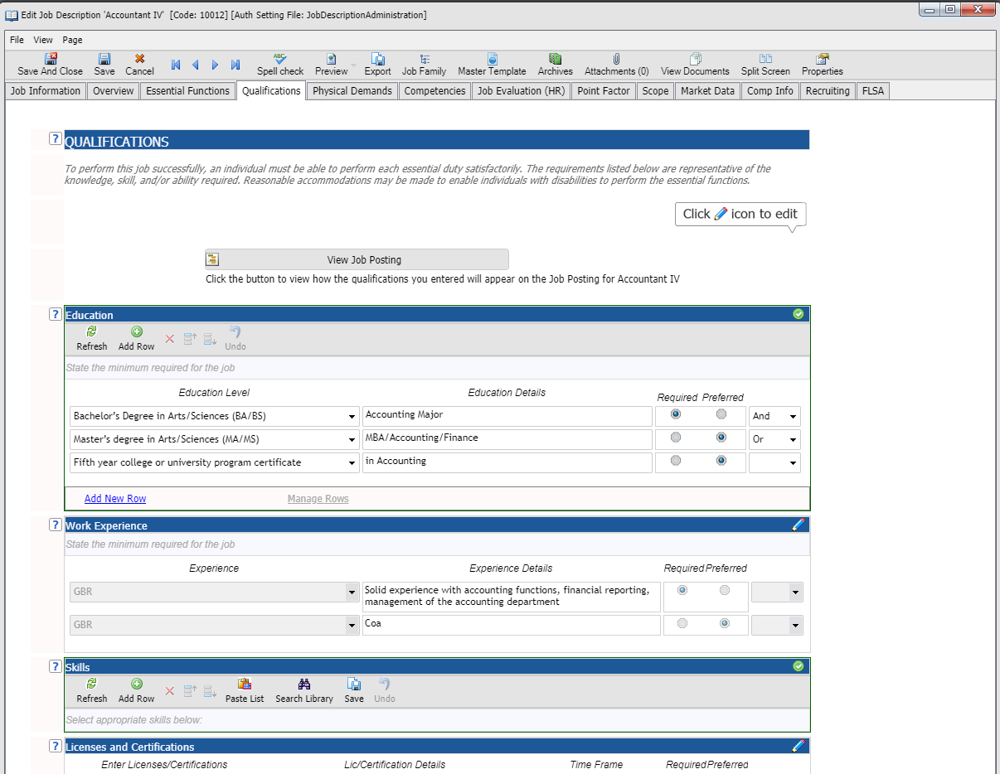 Edit Job Description 'Accountant IV'  [Code: 10012] [Auth Setting File: JobDescriptionAdministration]
File View Page
Save And Close Save Cancel Spell check Preview Export Job Family Master Template Archives Attachments (0) View Documents Split Screen Properties
Job Information Overview Essential Functions Qualifications Physical Demands Competencies Job Evaluation (HR) Point Factor Scope Market Data Comp Info Recruiting FLSA
? QUALIFICATIONS
To perform this job successfully, an individual must be able to perform each essential duty satisfactorily. The requirements listed below are representative of the
knowledge, skill, and/or ability required. Reasonable accommodations may be made to enable individuals with disabilities to perform the essential functions.
Click icon to edit
View Job Posting
Click the button to view how the qualifications you entered will appear on the Job Posting for Accountant IV
? Education
Refresh Add Row Undo
State the minimum required for the job
Education Level Education Details Required Preferred
Bachelor's Degree in Arts/Sciences (BA/BS) Accounting Major And
Master's degree in Arts/Sciences (MA/MS) MBA/Accounting/Finance Or
Fifth year college or university program certificate in Accounting
Add New Row Manage Rows
? Work Experience
State the minimum required for the job
Experience Experience Details Required Preferred
GBR Solid experience with accounting functions, financial reporting,
management of the accounting department
GBR Coa
? Skills
Refresh Add Row Paste List Search Library Save Undo
Select appropriate skills below:
? Licenses and Certifications
Enter Licenses/Certifications Lic/Certification Details Time Frame Required Preferred